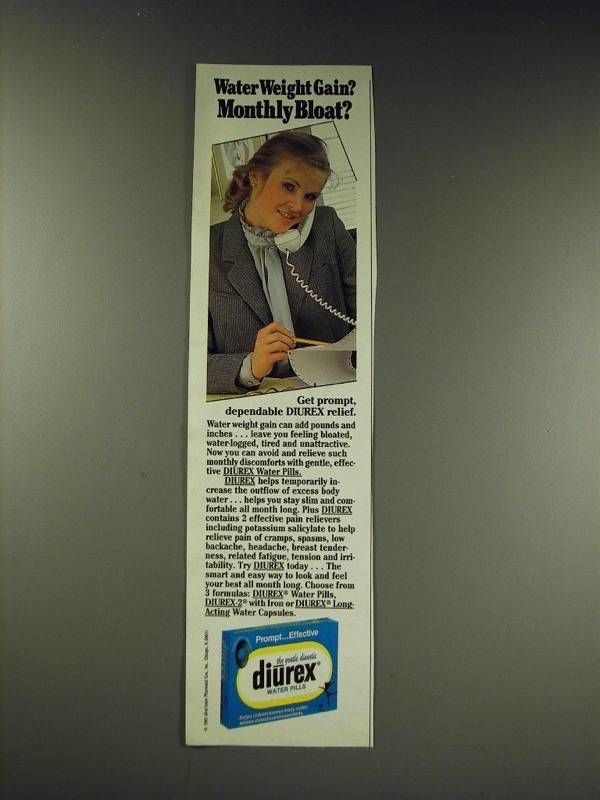 Water Weight Gain?
Monthly Bloat?
Get prompt,
dependable DIUREX relief.
Water weight gain can add pounds and
inches . . . leave you feeling bloated,
water-logged, tired and unattractive.
Now you can avoid and relieve such
monthly discomforts with gentle, effec-
tive DIUREX Water Pills.
DIUREX helps temporarily in-
crease the outflow of excess body
water . . . helps you stay slim and com-
fortable all month long. Plus DIUREX
contains 2 effective pain relievers
including potassium salicylate to help
relieve pain of cramps, spasms, low
backache, headache, breast tender-
ness, related fatigue, tension and irri-
tability. Try DIUREX today . . . The
smart and easy way to look and feel
your best all month long. Choose from
3 formulas: DIUREX® Water Pills,
DIUREX-2® with Iron or DIUREX® Long-
Acting Water Capsules.
Prompt...Effective
the gentle diuretic
diūrex®
WATER PILLS